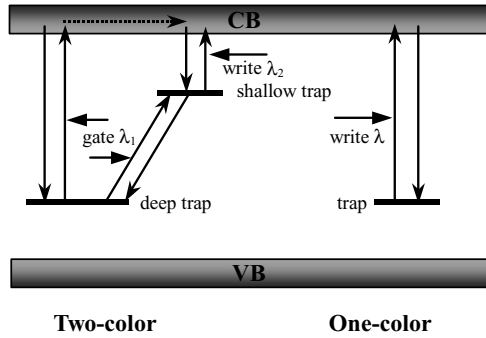 CB
write λ₂
shallow trap
gate λ₁
write λ
deep trap
trap
VB
Two-color
One-color